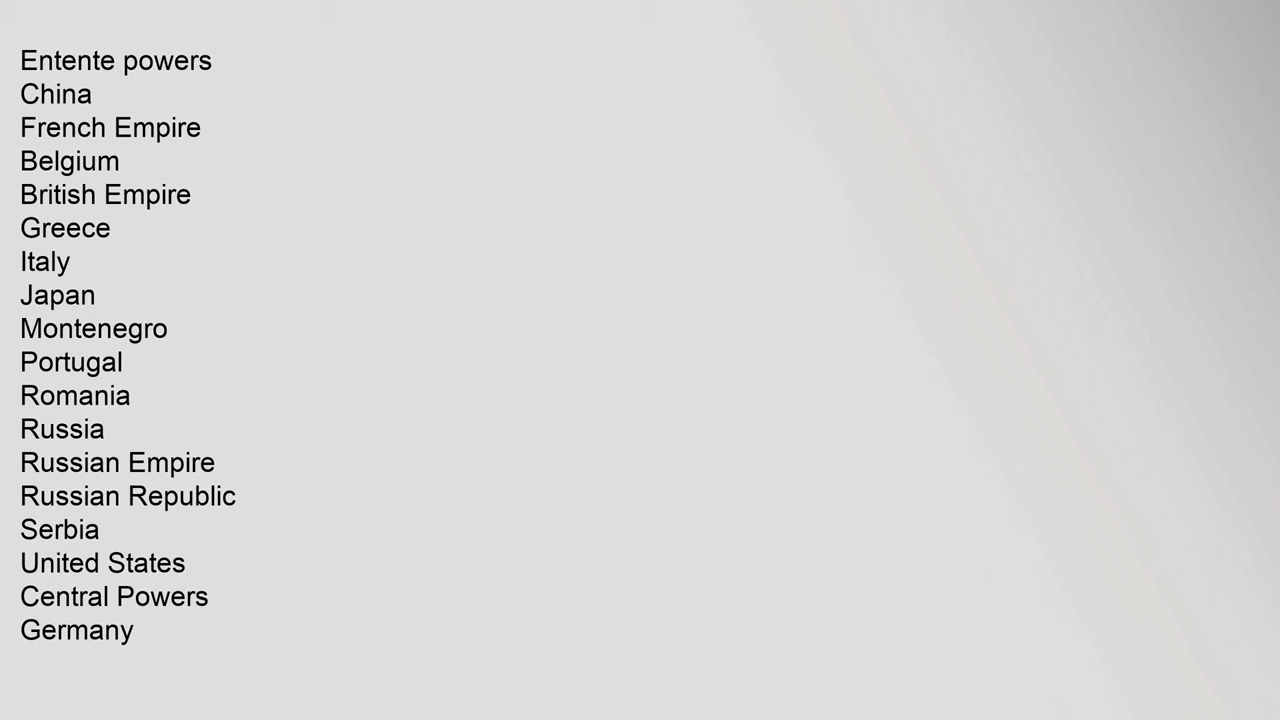 Entente powers
China
French Empire
Belgium
British Empire
Greece
Italy
Japan
Montenegro
Portugal
Romania
Russia
Russian Empire
Russian Republic
Serbia
United States
Central Powers
Germany